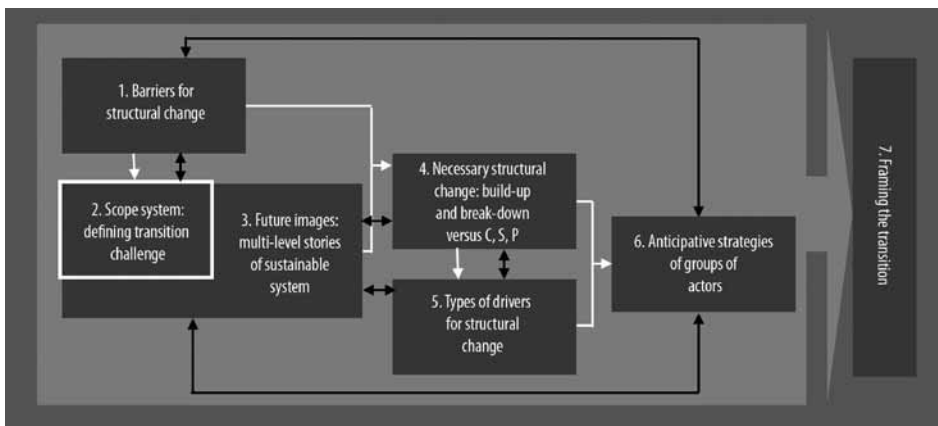 1. Barriers for
structural change
2. Scope system:
defining transition
challenge
3. Future images:
multi-level stories
of sustainable
system
4. Necessary structural
change: build-up
and break-down
versus C, S, P
5. Types of drivers
for structural
change
6. Anticipative strategies
of groups of
actors
7. Framing the transition